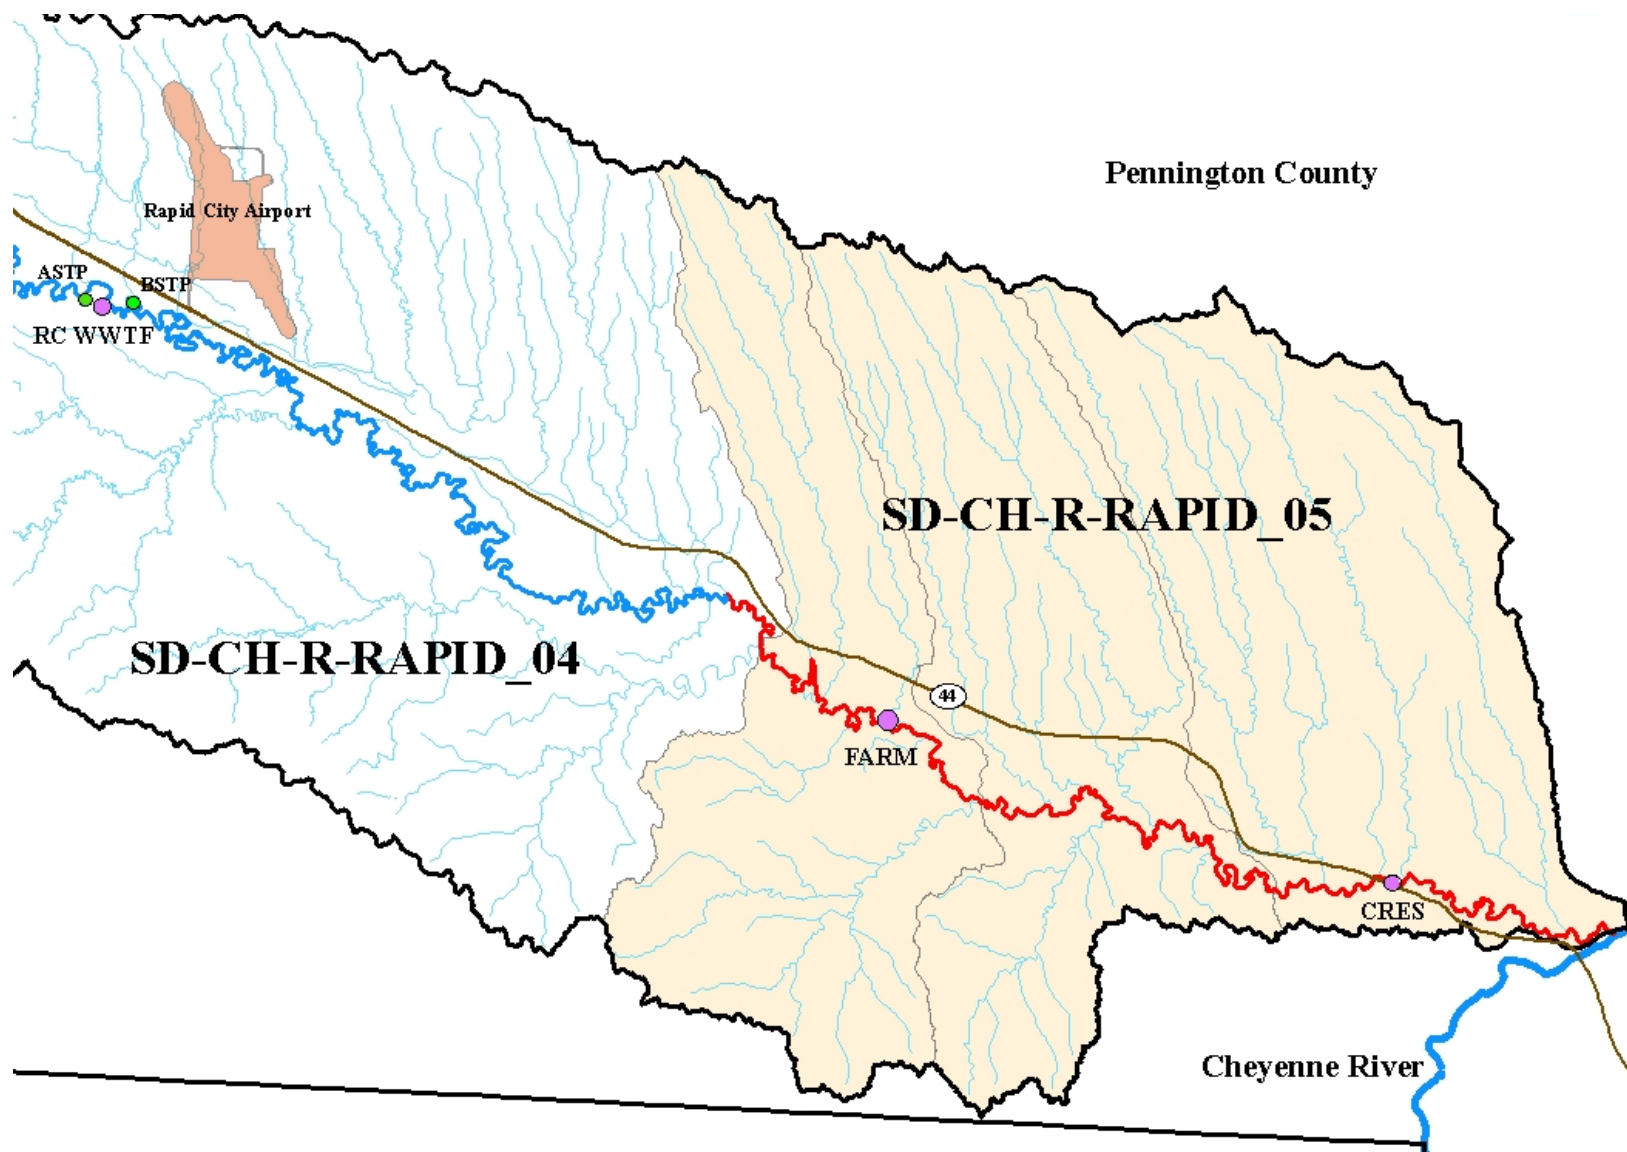 Pennington County
Rapid City Airport
ASTP
BSTP
RC WWTF
SD-CH-R-RAPID_05
SD-CH-R-RAPID_04
44
FARM
CRES
Cheyenne River